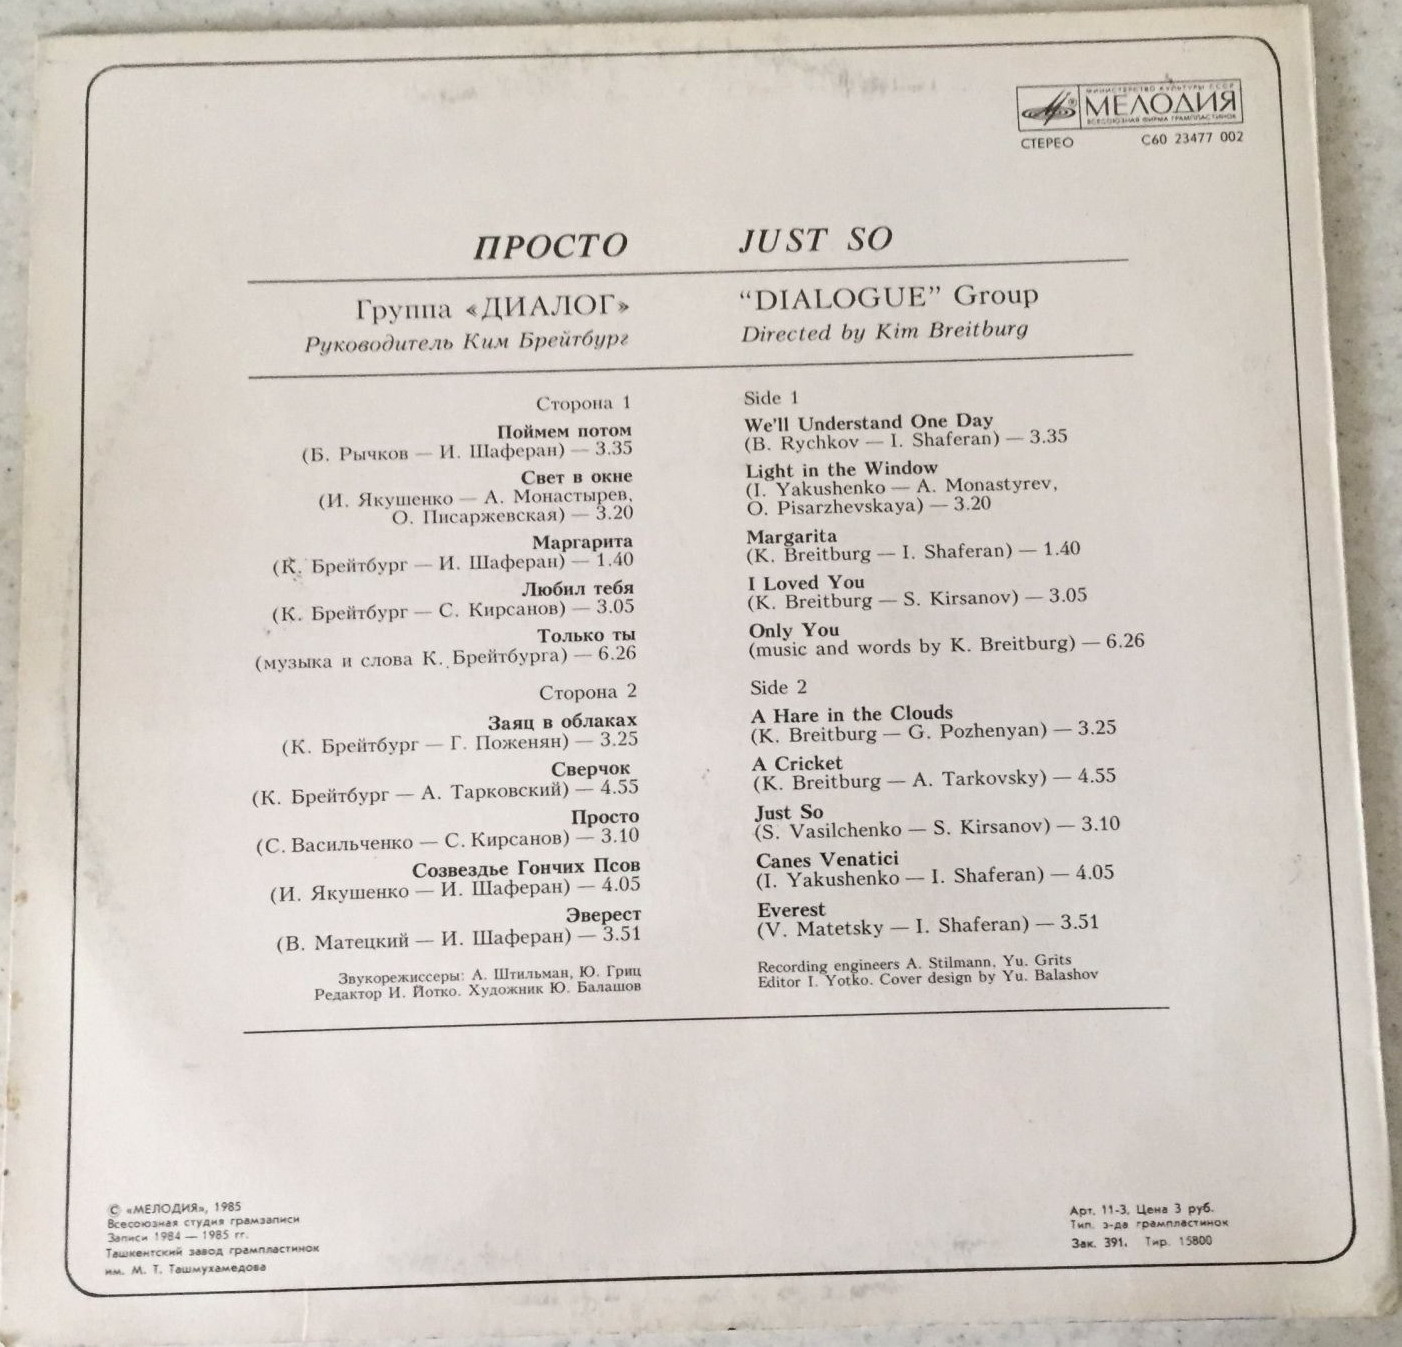 МИНИСТЕРСТВО КУЛЬТУРЫ СССР
МЕЛОДИЯ
ВСЕСОЮЗНАЯ ФИРМА ГРАМПЛАСТИНОК
СТЕРЕО С60 23477 002
ПРОСТО
Группа «ДИАЛОГ»
Руководитель Ким Брейтбург
Сторона 1
Поймем потом
(Б. Рычков — И. Шаферан) — 3.35
Свет в окне
(И. Якушенко — А. Монастырев,
О. Писаржевская) — 3.20
Маргарита
(К. Брейтбург — И. Шаферан) — 1.40
Любил тебя
(К. Брейтбург — С. Кирсанов) — 3.05
Только ты
(музыка и слова К. Брейтбурга) — 6.26
Сторона 2
Заяц в облаках
(К. Брейтбург — Г. Поженян) — 3.25
Сверчок
(К. Брейтбург — А. Тарковский) — 4.55
Просто
(С. Васильченко — С. Кирсанов) — 3.10
Созвездье Гончих Псов
(И. Якушенко — И. Шаферан) — 4.05
Эверест
(В. Матецкий — И. Шаферан) — 3.51
Звукорежиссеры: А. Штильман, Ю. Гриц
Редактор И. Йотко. Художник Ю. Балашов
JUST SO
“DIALOGUE” Group
Directed by Kim Breitburg
Side 1
We'll Understand One Day
(B. Rychkov — I. Shaferan) — 3.35
Light in the Window
(I. Yakushenko — A. Monastyrev,
O. Pisarzhevskaya) — 3.20
Margarita
(K. Breitburg — I. Shaferan) — 1.40
I Loved You
(K. Breitburg — S. Kirsanov) — 3.05
Only You
(music and words by K. Breitburg) — 6.26
Side 2
A Hare in the Clouds
(K. Breitburg — G. Pozhenyan) — 3.25
A Cricket
(K. Breitburg — A. Tarkovsky) — 4.55
Just So
(S. Vasilchenko — S. Kirsanov) — 3.10
Canes Venatici
(I. Yakushenko — I. Shaferan) — 4.05
Everest
(V. Matetsky — I. Shaferan) — 3.51
Recording engineers A. Stilmann, Yu. Grits
Editor I. Yotko. Cover design by Yu. Balashov
© «МЕЛОДИЯ», 1985
Всесоюзная студия грамзаписи
Записи 1984 — 1985 гг.
Ташкентский завод грампластинок
им. М. Т. Ташмухамедова
Арт. 11-3. Цена 3 руб.
Тип. з-да грампластинок
Зак. 391. Тир. 15800